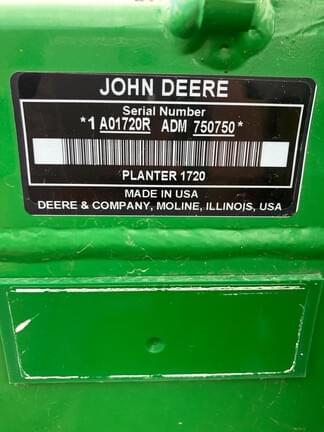 JOHN DEERE
Serial Number
*1 A01720R ADM 750750*
PLANTER 1720
MADE IN USA
DEERE & COMPANY, MOLINE, ILLINOIS, USA